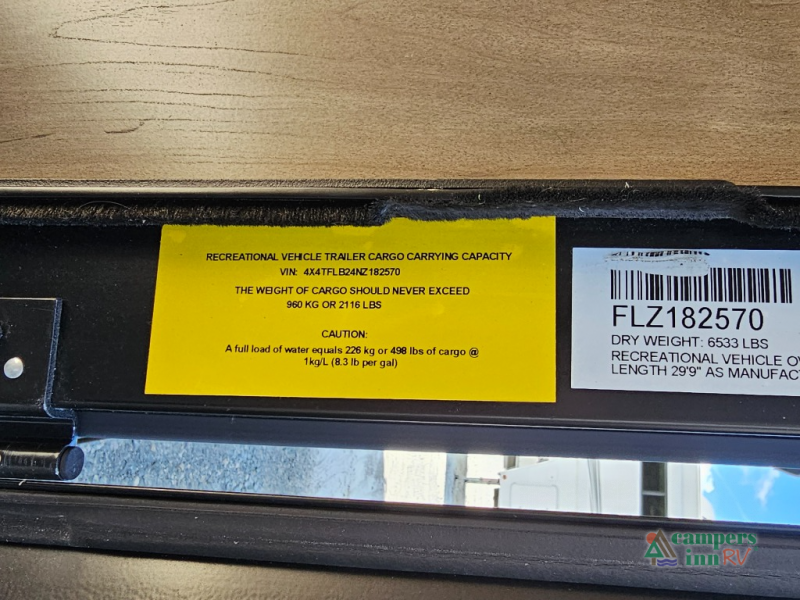 RECREATIONAL VEHICLE TRAILER CARGO CARRYING CAPACITY
VIN: 4X4TFLB24NZ182570
THE WEIGHT OF CARGO SHOULD NEVER EXCEED
960 KG OR 2116 LBS
CAUTION:
A full load of water equals 226 kg or 498 lbs of cargo @
1kg/L (8.3 lb per gal)
FLZ182570
DRY WEIGHT: 6533 LBS
RECREATIONAL VEHICLE
LENGTH 29'9" AS
campers
inn RV